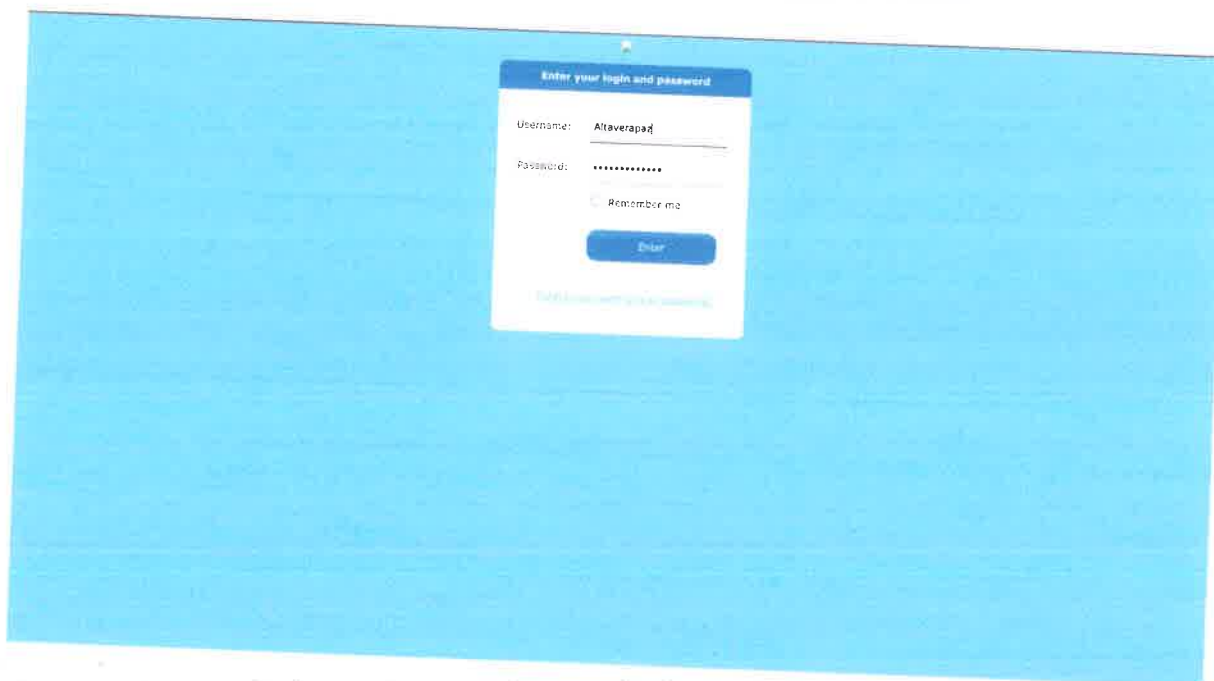 Enter your login and password
Username: Altaverapaz
Password: •••••••••••••
Remember me
Enter